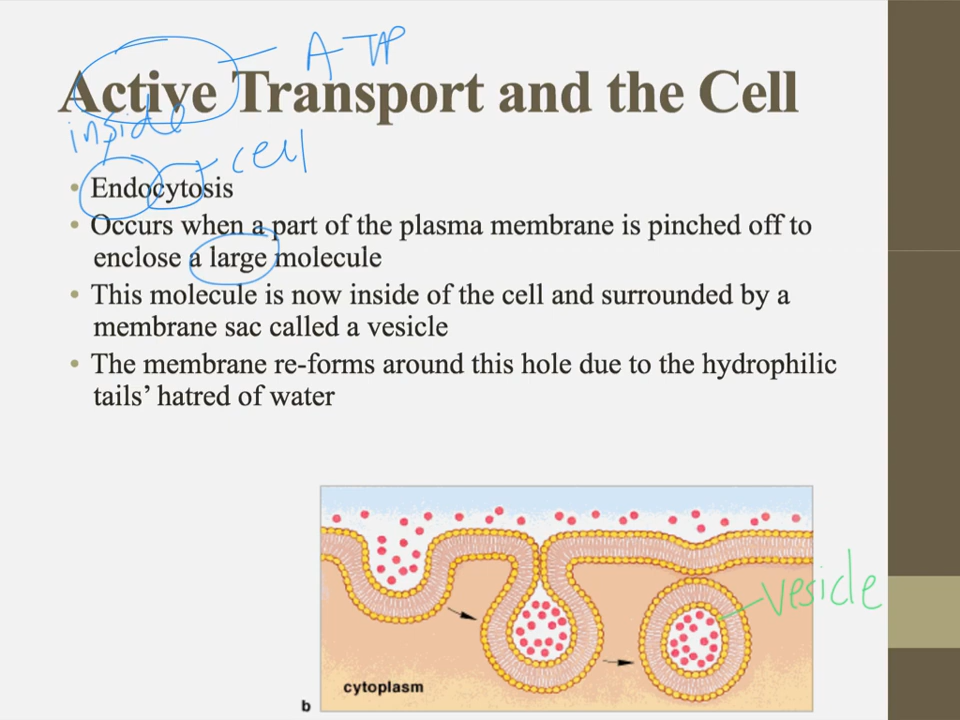 ATP
Active Transport and the Cell
inside
cell
• Endocytosis
• Occurs when a part of the plasma membrane is pinched off to
enclose a large molecule
• This molecule is now inside of the cell and surrounded by a
membrane sac called a vesicle
• The membrane re-forms around this hole due to the hydrophilic
tails’ hatred of water
vesicle
cytoplasm
b